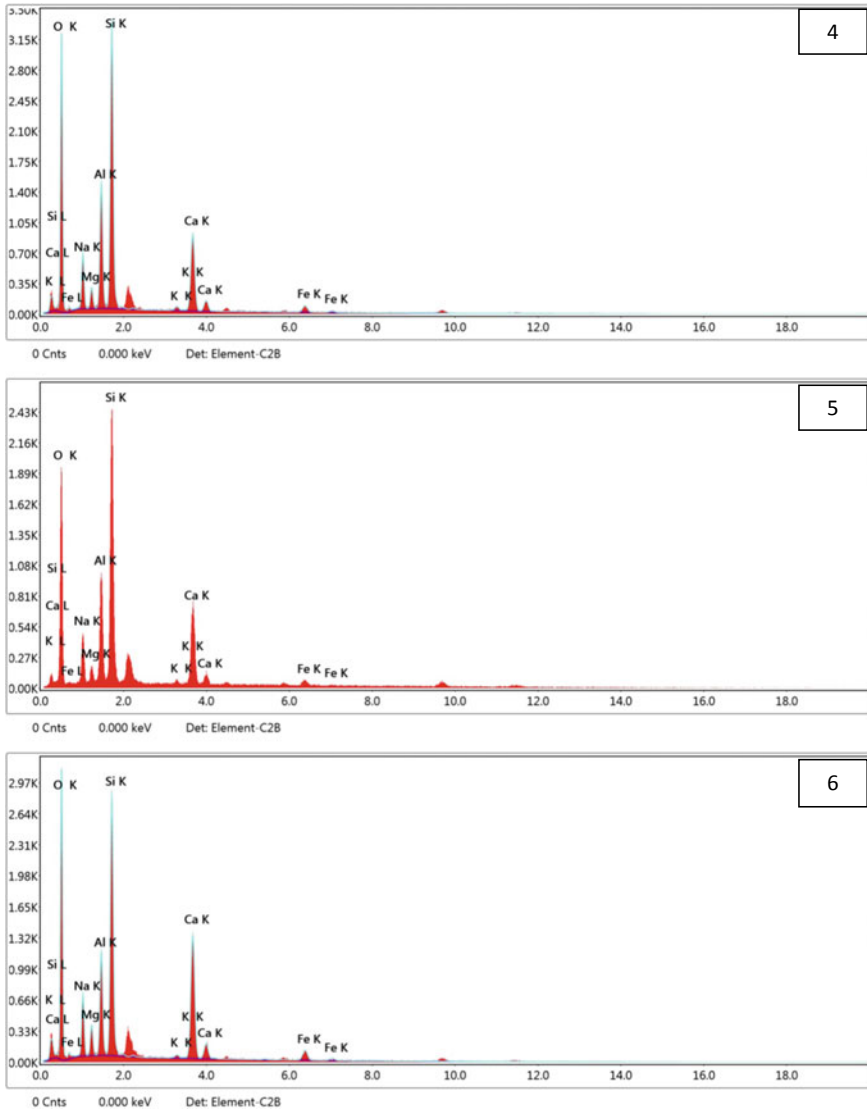 4
3.50K
O K
Si K
3.15K
2.80K
2.45K
2.10K
1.75K
Al K
1.40K
Si L
1.05K
Ca K
Na K
Ca L
0.70K
K K
Mg K
K L
0.35K
Fe L
K K
Ca K
Fe K
Fe K
0.00K
0.0 2.0 4.0 6.0 8.0 10.0 12.0 14.0 16.0 18.0
0 Cnts 0.000 keV Det: Element-C2B
5
Si K
2.43K
2.16K
O K
1.89K
1.62K
1.35K
Al K
Si L
1.08K
0.81K
Ca K
Ca L
Na K
0.54K
K L
K K
Mg K
0.27K
Fe L
K K
Ca K
Fe K
Fe K
0.00K
0.0 2.0 4.0 6.0 8.0 10.0 12.0 14.0 16.0 18.0
0 Cnts 0.000 keV Det: Element-C2B
6
2.97K
O K
Si K
2.64K
2.31K
1.98K
1.65K
Ca K
1.32K
Al K
Si L
0.99K
Na K
K L
0.66K
Ca L
Mg K
K K
0.33K
Fe L
K K
Ca K
Fe K
Fe K
0.00K
0.0 2.0 4.0 6.0 8.0 10.0 12.0 14.0 16.0 18.0
0 Cnts 0.000 keV Det: Element-C2B